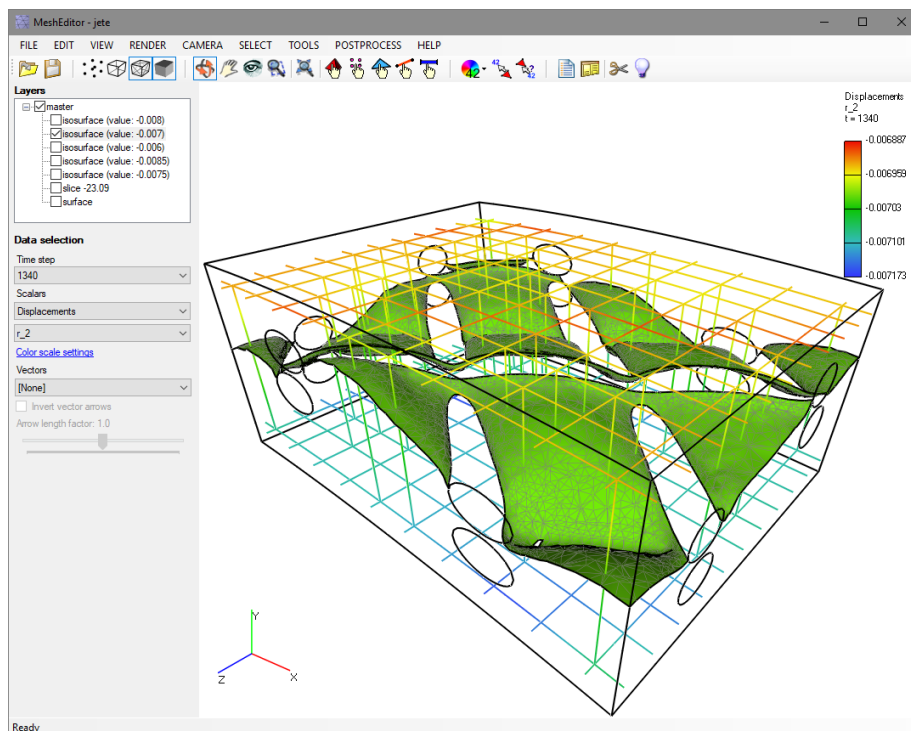 MeshEditor - jete
FILE EDIT VIEW RENDER CAMERA SELECT TOOLS POSTPROCESS HELP
42 42 42
Layers
master
isosurface (value: -0.008)
isosurface (value: -0.007)
isosurface (value: -0.006)
isosurface (value: -0.0085)
isosurface (value: -0.0075)
slice -23.09
surface
Data selection
Time step
1340
Scalars
Displacements
r_2
Color scale settings
Vectors
[None]
Invert vector arrows
Arrow length factor: 1.0
Displacements
r_2
t = 1340
-0.006887
-0.006959
-0.00703
-0.007101
-0.007173
Y
Z
X
Ready